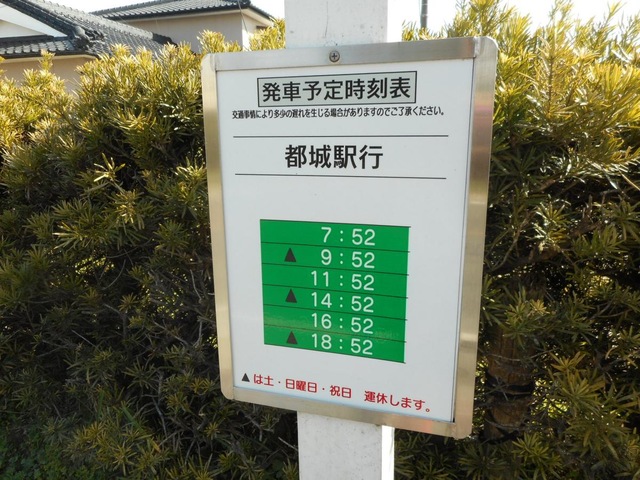 発車予定時刻表
交通事情により多少の遅れを生じる場合がありますのでご了承ください。
都城駅行
7：52
▲ 9：52
11：52
▲ 14：52
16：52
▲ 18：52
▲は土・日曜日・祝日 運休します。